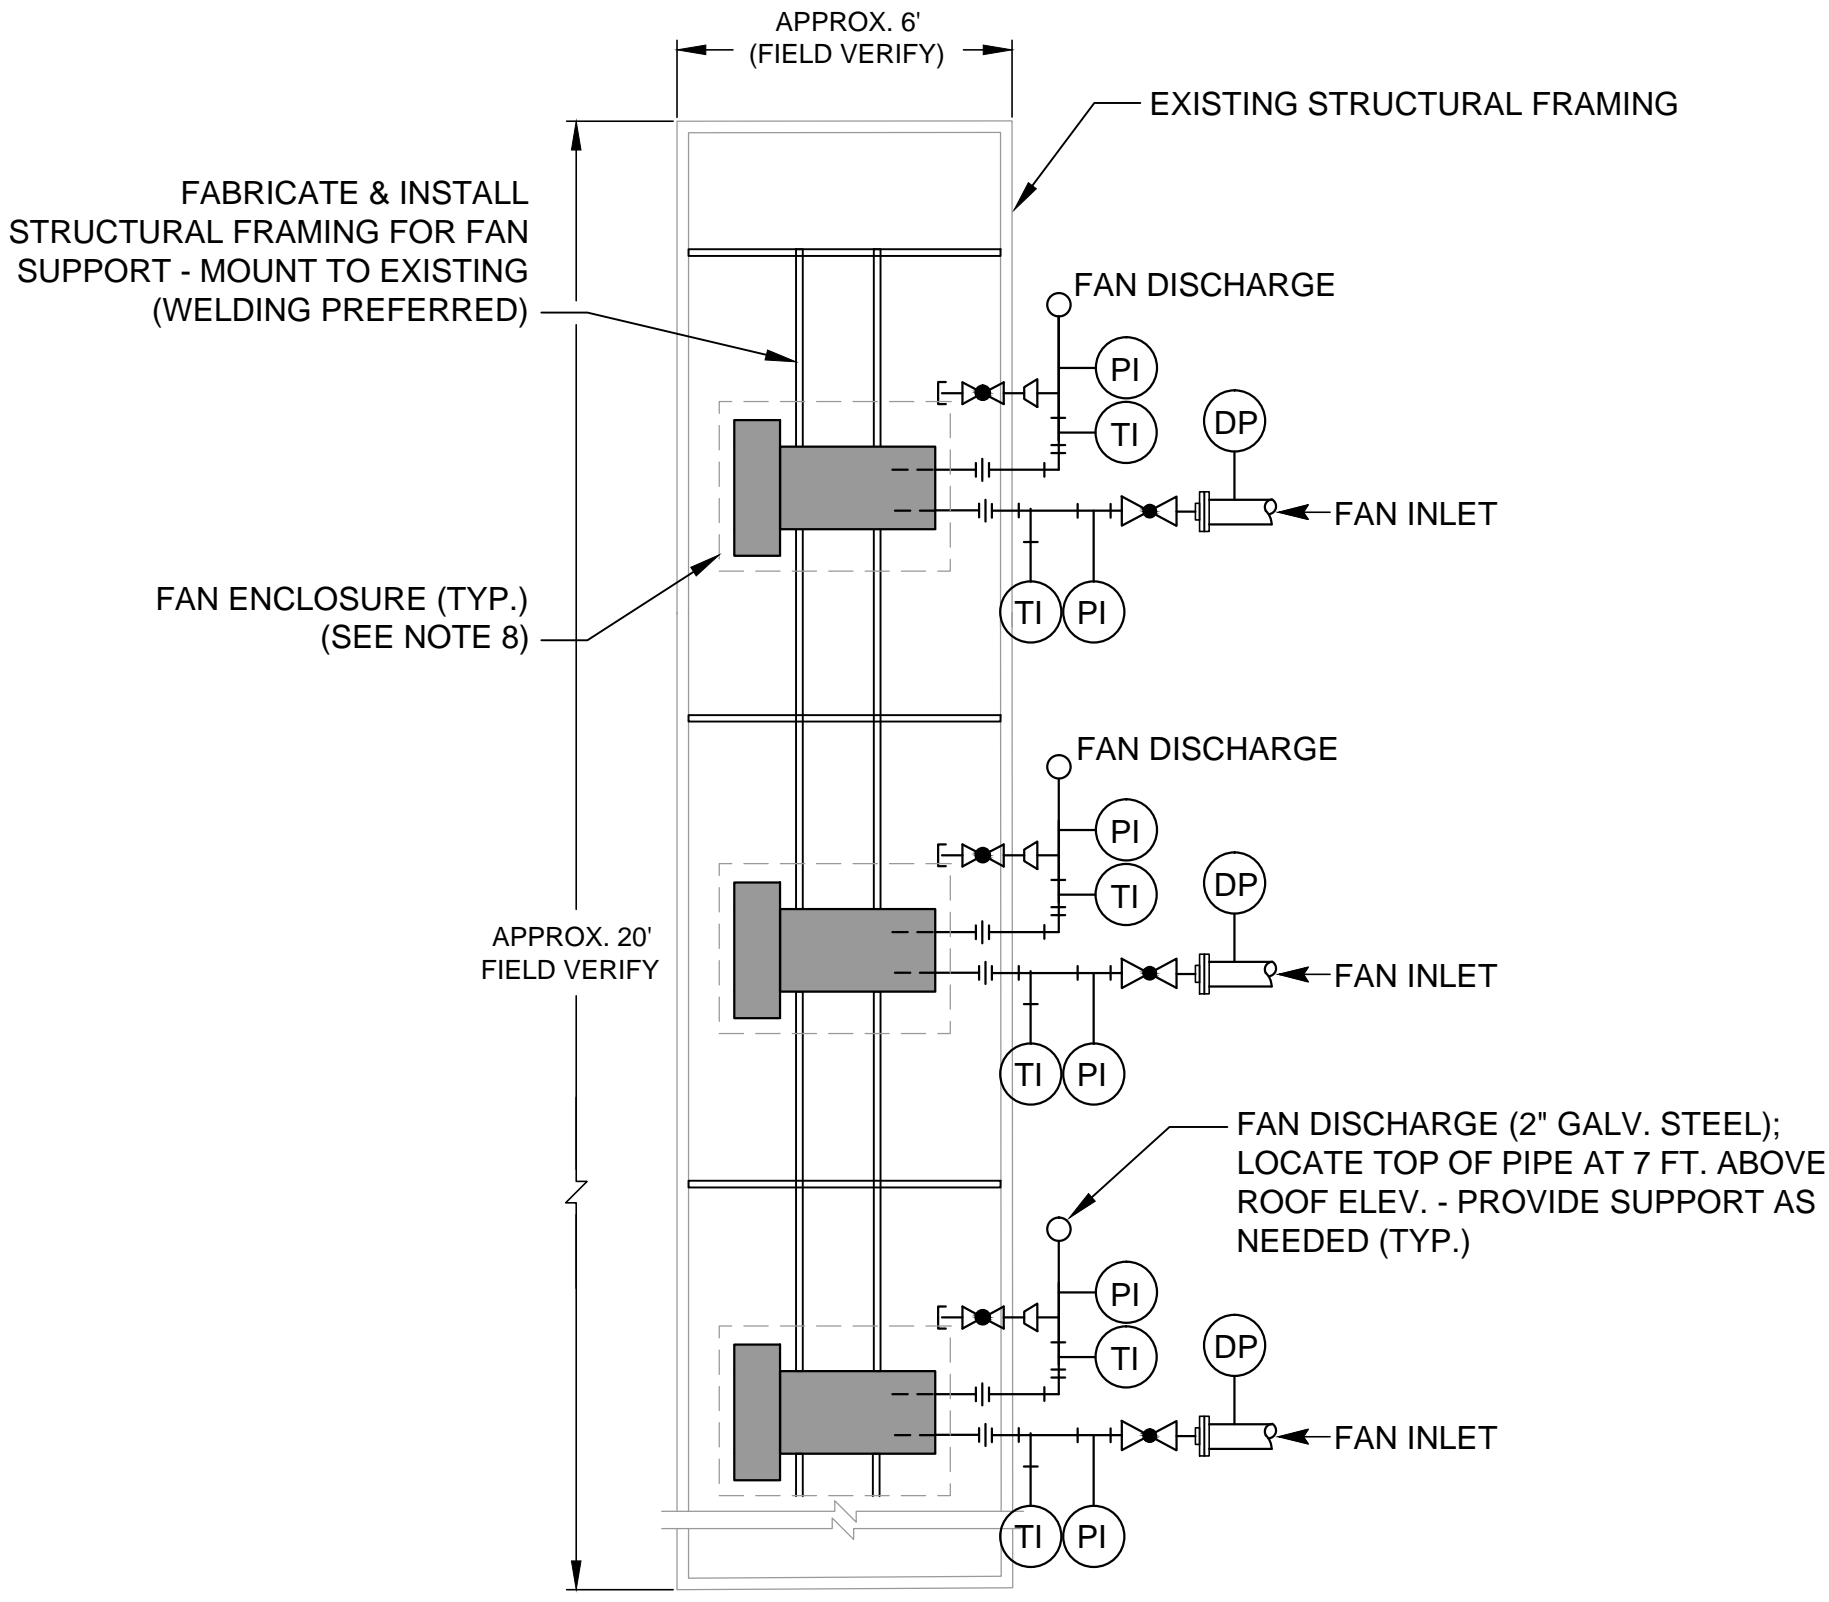 APPROX. 6'
(FIELD VERIFY)
EXISTING STRUCTURAL FRAMING
FABRICATE & INSTALL
STRUCTURAL FRAMING FOR FAN
SUPPORT - MOUNT TO EXISTING
(WELDING PREFERRED)
FAN DISCHARGE
PI
TI
DP
FAN INLET
FAN ENCLOSURE (TYP.)
(SEE NOTE 8)
TI
PI
FAN DISCHARGE
PI
TI
DP
APPROX. 20'
FIELD VERIFY
FAN INLET
TI
PI
FAN DISCHARGE (2" GALV. STEEL);
LOCATE TOP OF PIPE AT 7 FT. ABOVE
ROOF ELEV. - PROVIDE SUPPORT AS
NEEDED (TYP.)
PI
TI
DP
FAN INLET
TI
PI